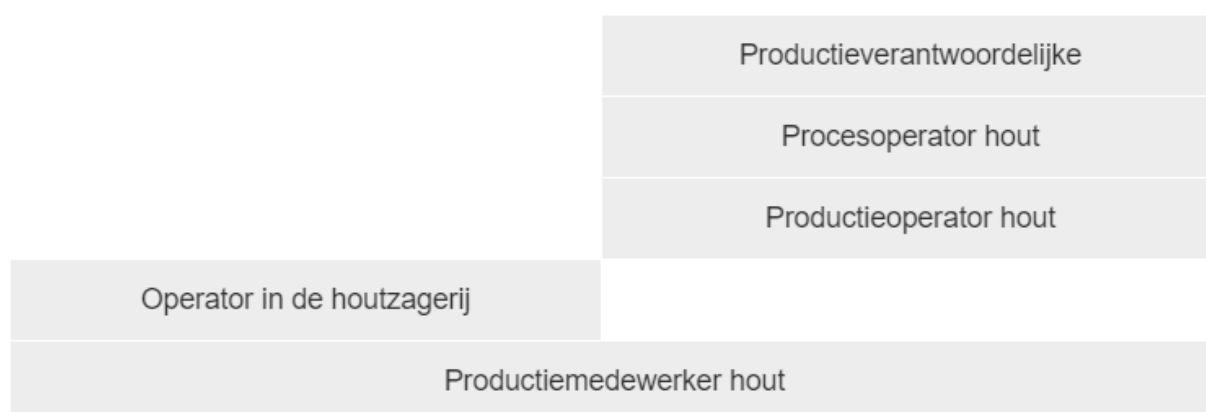 Productieverantwoordelijke
Procesoperator hout
Productieoperator hout
Operator in de houtzagerij
Productiemedewerker hout